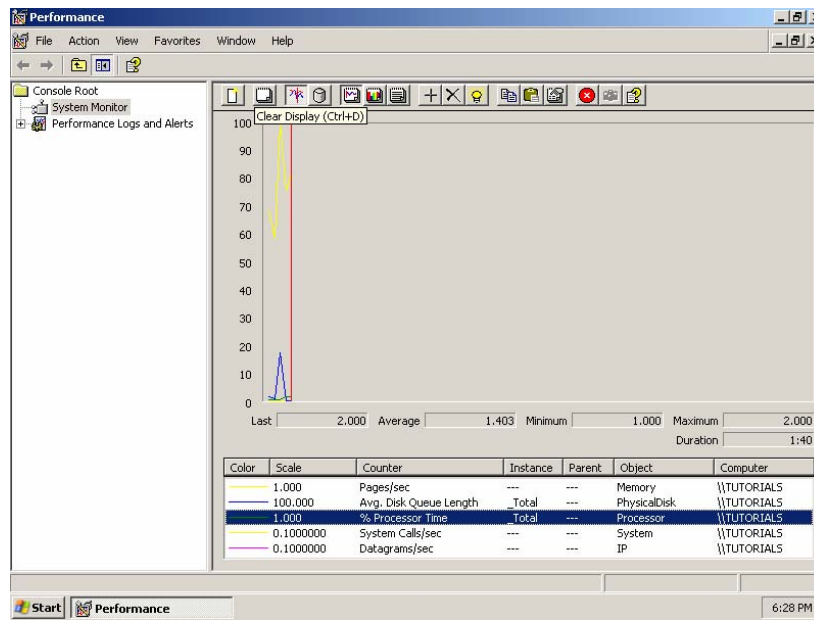 Performance
File Action View Favorites Window Help
Console Root
System Monitor
Performance Logs and Alerts
Clear Display (Ctrl+D)
100
90
80
70
60
50
40
30
20
10
0
Last 2.000 Average 1.403 Minimum 1.000 Maximum 2.000
Duration 1:40
Color Scale Counter Instance Parent Object Computer
1.000 Pages/sec --- --- Memory \\TUTORIALS
100.000 Avg. Disk Queue Length _Total --- PhysicalDisk \\TUTORIALS
1.000 % Processor Time _Total --- Processor \\TUTORIALS
0.1000000 System Calls/sec --- --- System \\TUTORIALS
0.1000000 Datagrams/sec --- --- IP \\TUTORIALS
Start Performance 6:28 PM